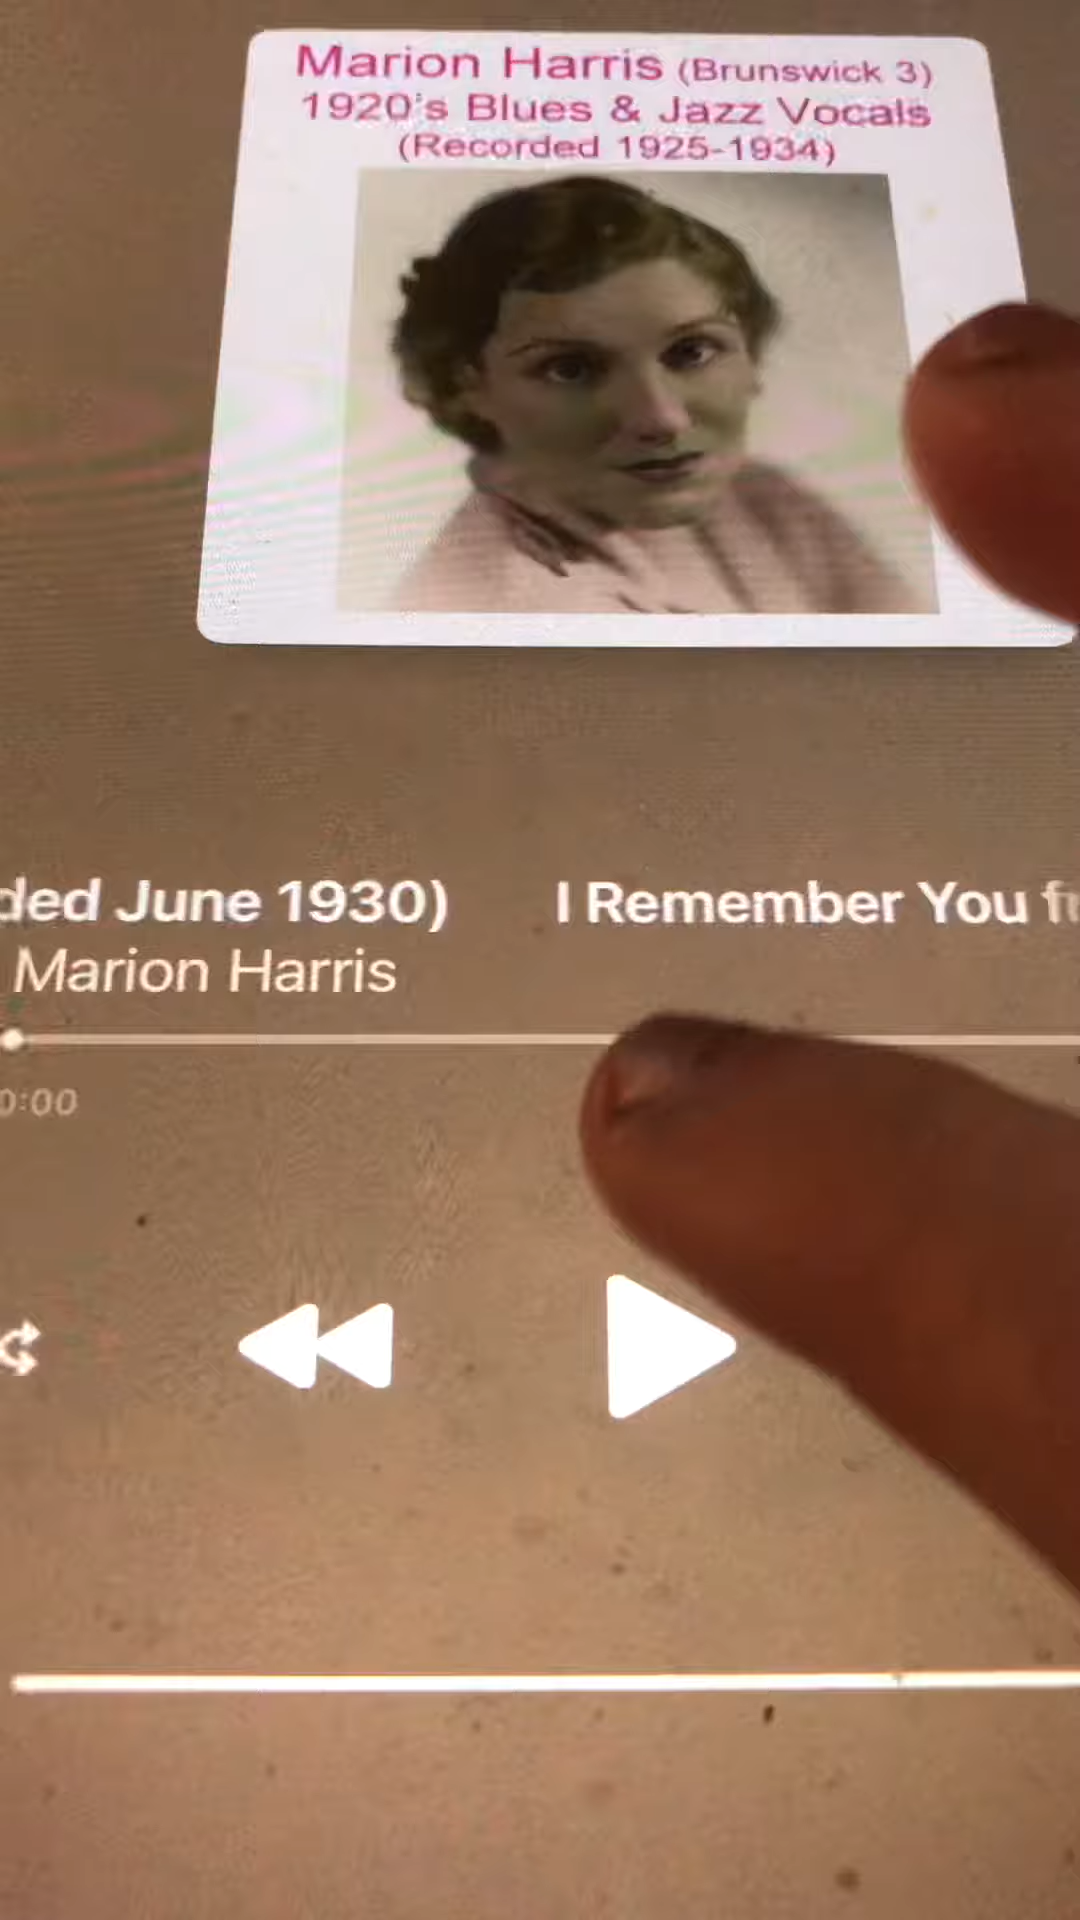 Marion Harris (Brunswick 3)
1920's Blues & Jazz Vocals
(Recorded 1925-1934)
ded June 1930) I Remember You
Marion Harris
0:00